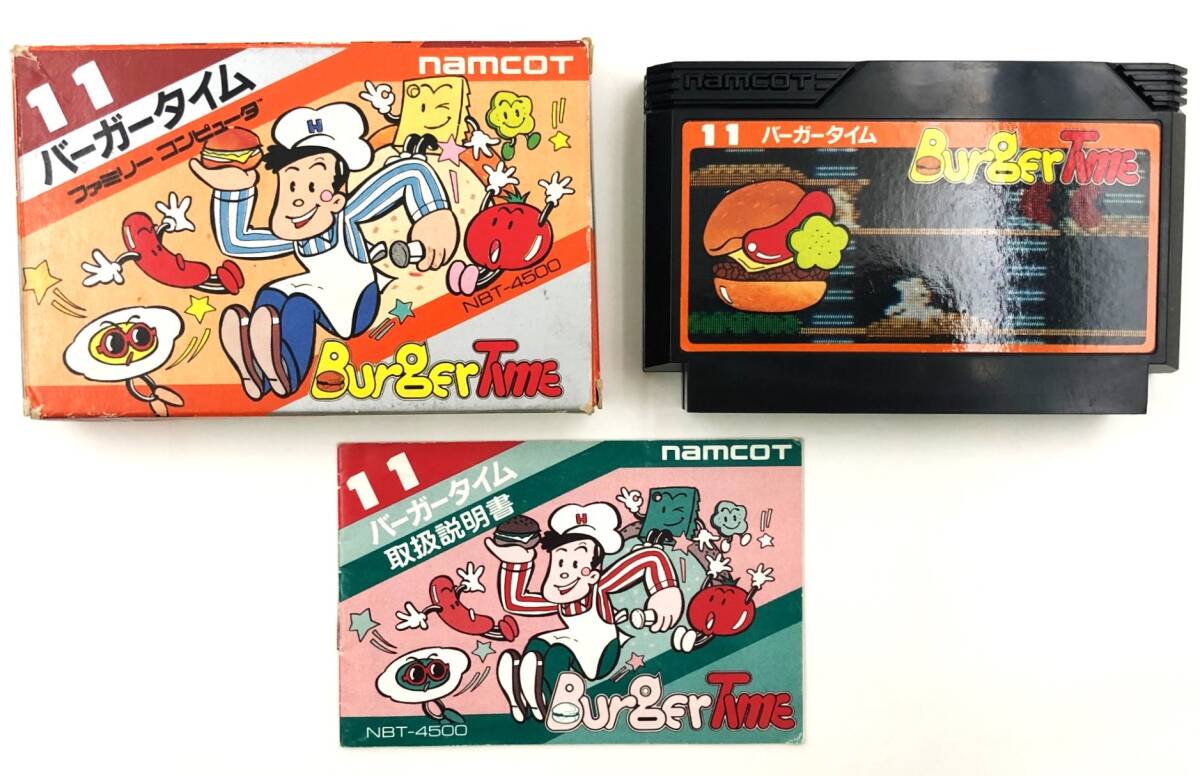 11
バーガータイム
ファミリーコンピュータ™
namcot
H
NBT-4500
BurgerTime
namcot
11 バーガータイム
BurgerTime
11
バーガータイム
取扱説明書
namcot
H
NBT-4500
BurgerTime